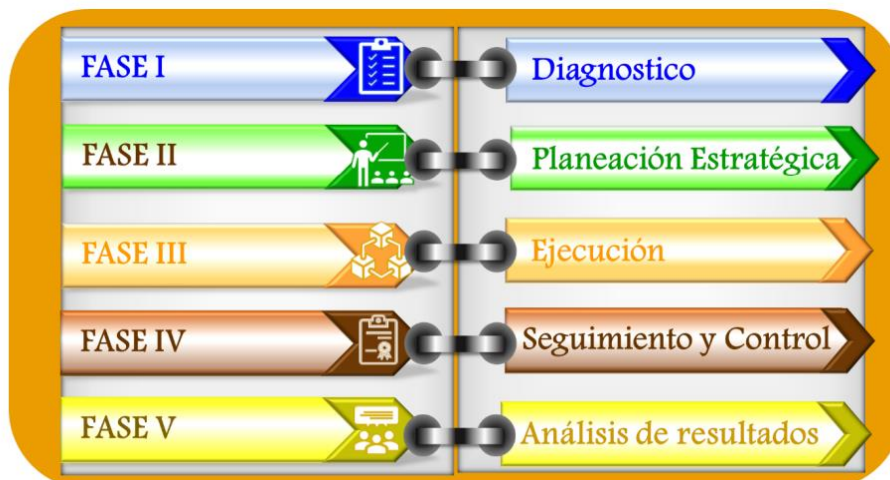 FASE I
Diagnostico
FASE II
Planeación Estratégica
FASE III
Ejecución
FASE IV
Seguimiento y Control
FASE V
Análisis de resultados